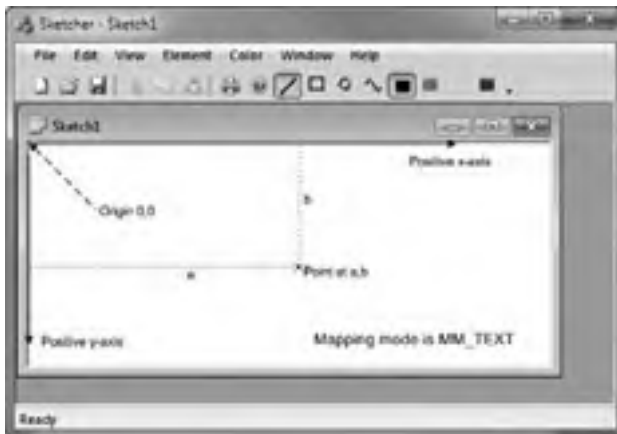 Sketcher - Sketch1
File Edit View Element Color Window Help
Sketch1
Positive x-axis
b
Origin 0,0
Point at a,b
a
Positive y-axis
Mapping mode is MM_TEXT
Ready